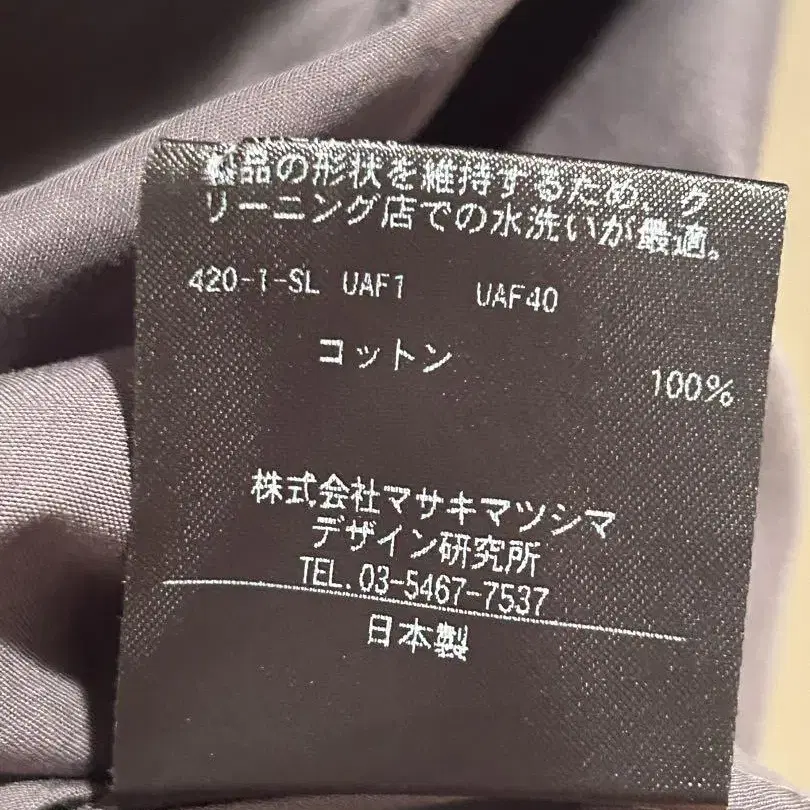 製品の形状を維持するため、ク
リーニング店での水洗いが最適。
420-1-SL UAF1 UAF40
コットン
100%
株式会社マサキマツシマ
デザイン研究所
TEL.03-5467-7537
日本製